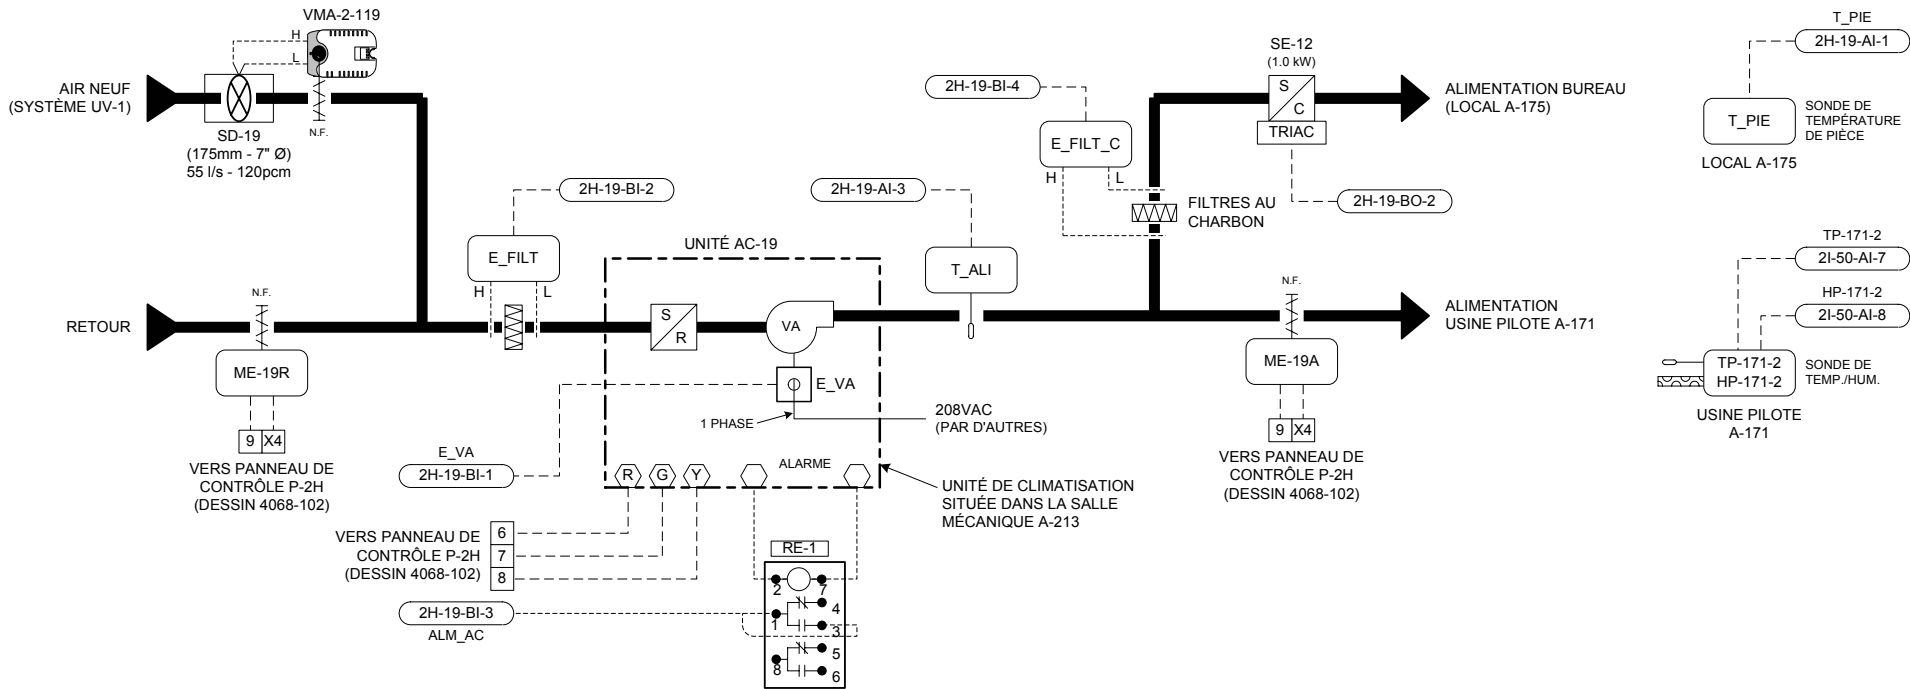 VMA-2-119
H
L
AIR NEUF
(SYSTÈME UV-1)
N.F.
SD-19
(175mm - 7" Ø)
55 l/s - 120pcm
RETOUR
N.F.
ME-19R
9 X4
VERS PANNEAU DE
CONTRÔLE P-2H
(DESSIN 4068-102)
2H-19-BI-2
E_FILT
H
L
UNITÉ AC-19
S
R
VA
E_VA
1 PHASE
208VAC
(PAR D'AUTRES)
E_VA
2H-19-BI-1
R
G
Y
ALARME
UNITÉ DE CLIMATISATION
SITUÉE DANS LA SALLE
MÉCANIQUE A-213
VERS PANNEAU DE
CONTRÔLE P-2H
(DESSIN 4068-102)
6
7
8
RE-1
2
7
4
1
3
5
8
6
2H-19-BI-3
ALM_AC
2H-19-AI-3
T_ALI
2H-19-BI-4
E_FILT_C
H
L
FILTRES AU
CHARBON
SE-12
(1.0 kW)
S
C
TRIAC
2H-19-BO-2
ALIMENTATION BUREAU
(LOCAL A-175)
N.F.
ALIMENTATION
USINE PILOTE A-171
ME-19A
9 X4
VERS PANNEAU DE
CONTRÔLE P-2H
(DESSIN 4068-102)
T_PIE
2H-19-AI-1
T_PIE
SONDE DE
TEMPÉRATURE
DE PIÈCE
LOCAL A-175
TP-171-2
2I-50-AI-7
HP-171-2
2I-50-AI-8
TP-171-2
HP-171-2
SONDE DE
TEMP./HUM.
USINE PILOTE
A-171